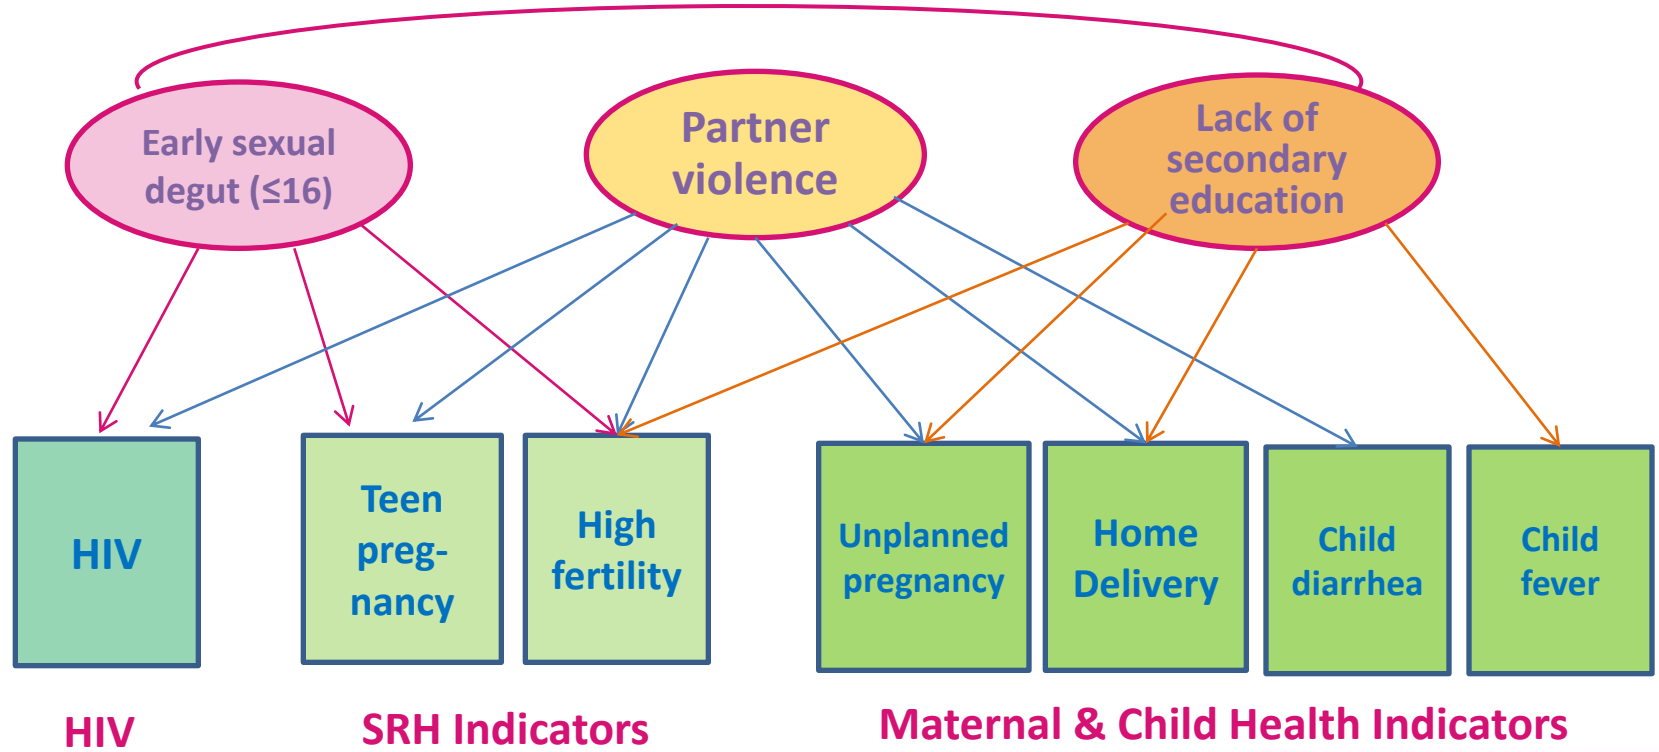 Early sexual
degut (≤16)
Partner
violence
Lack of
secondary
education
HIV
Teen
preg-
nancy
High
fertility
Unplanned
pregnancy
Home
Delivery
Child
diarrhea
Child
fever
HIV
SRH Indicators
Maternal & Child Health Indicators